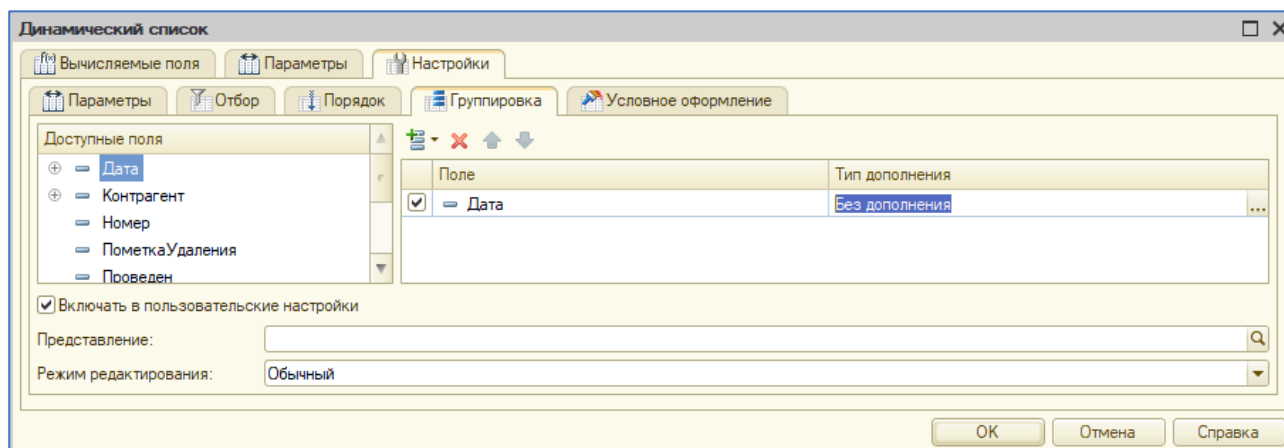 Динамический список
Вычисляемые поля Параметры Настройки
Параметры Отбор Порядок Группировка Условное оформление
Доступные поля
Дата
Контрагент
Номер
ПометкаУдаления
Проведен
Поле Тип дополнения
Дата Без дополнения ...
Включать в пользовательские настройки
Представление:
Режим редактирования: Обычный
OK Отмена Справка